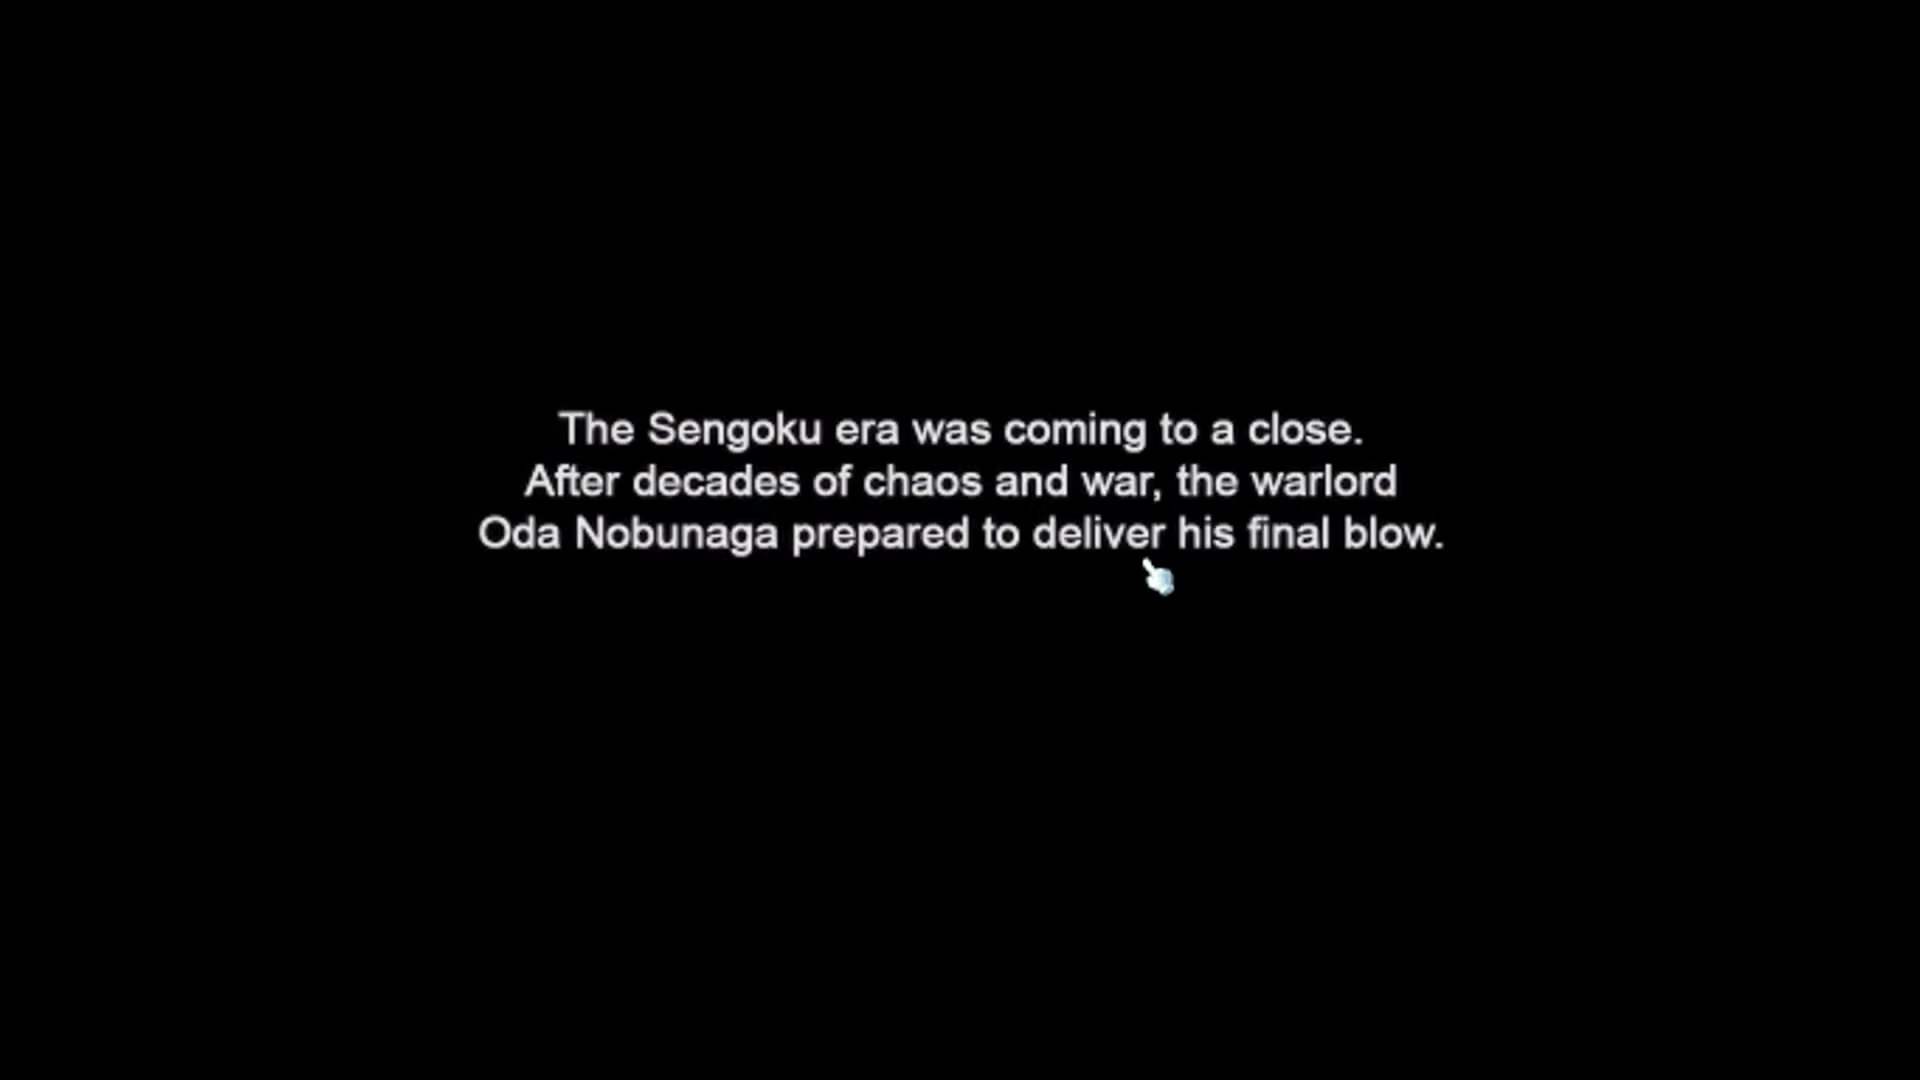 The Sengoku era was coming to a close.
After decades of chaos and war, the warlord
Oda Nobunaga prepared to deliver his final blow.